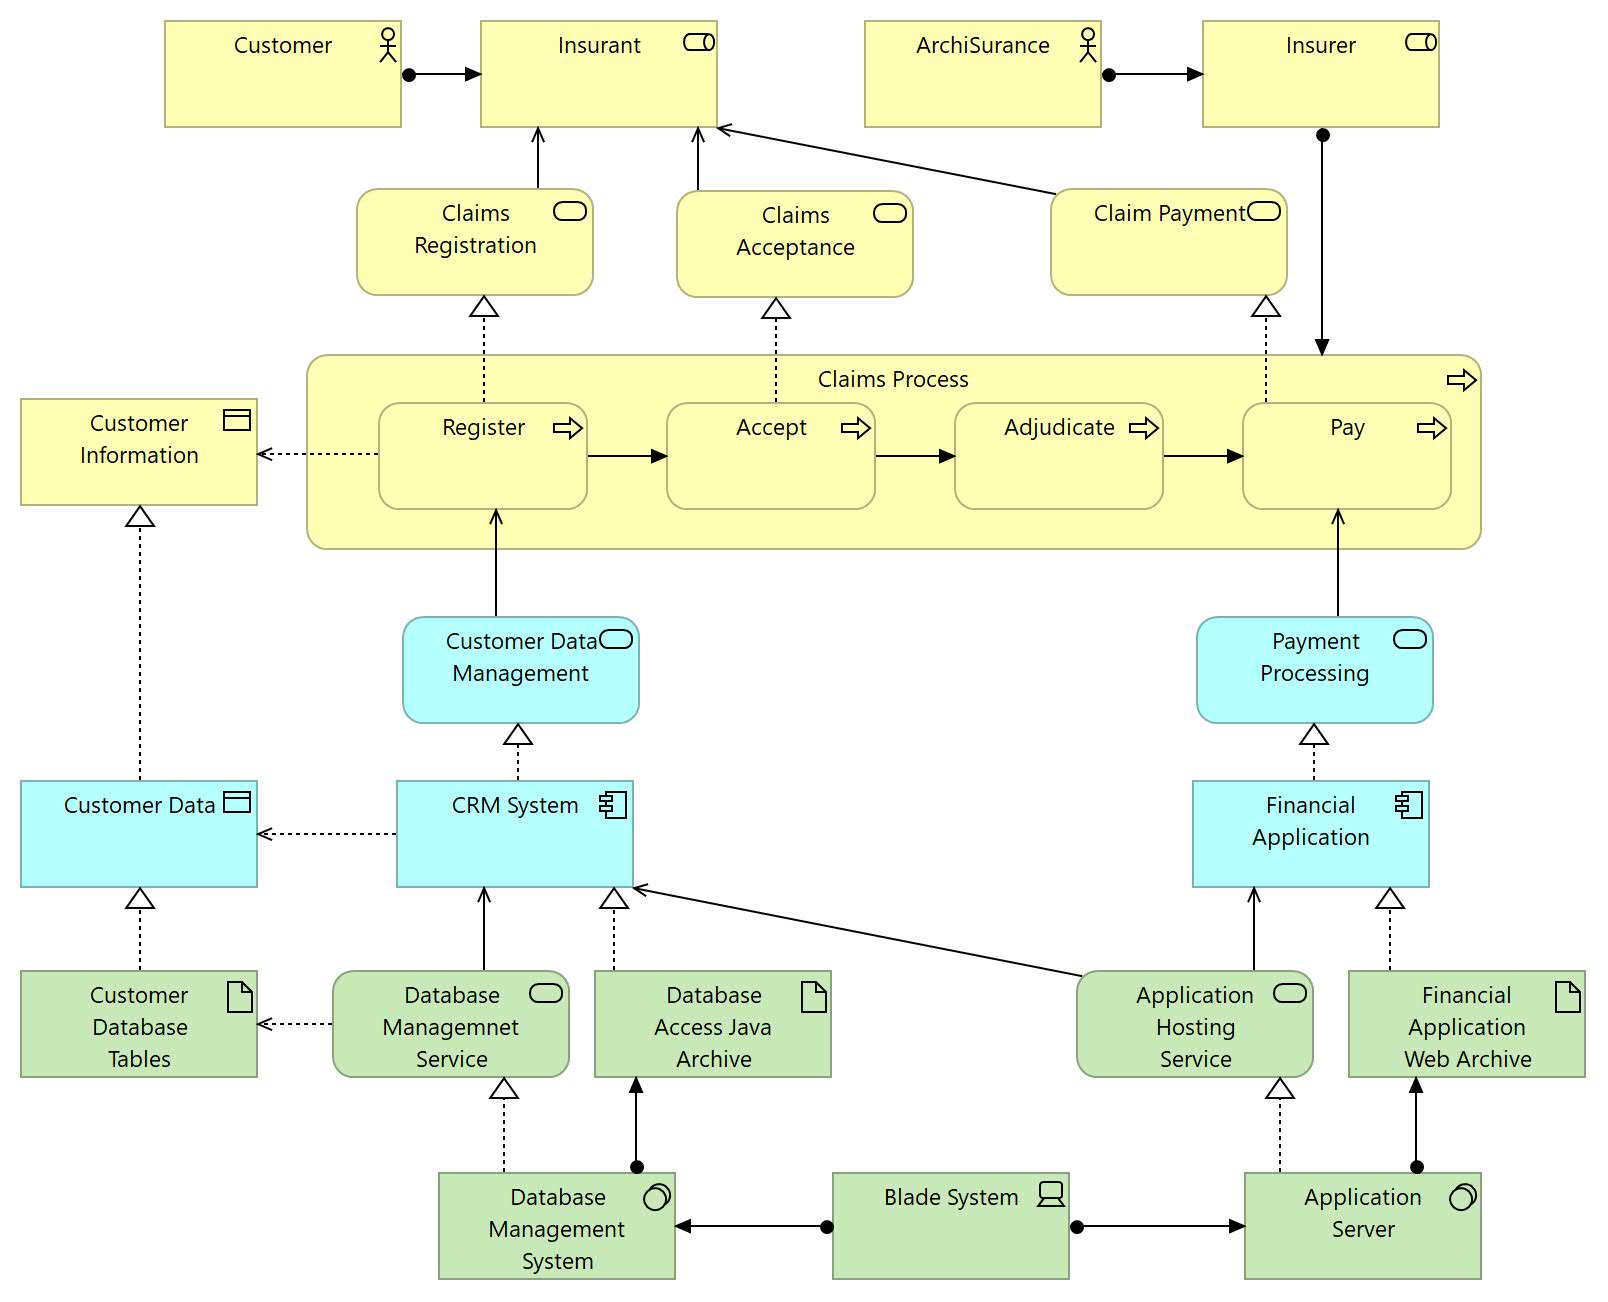 Customer
Insurant
ArchiSurance
Insurer
Claims
Registration
Claims
Acceptance
Claim Payment
Claims Process
Customer
Information
Register
Accept
Adjudicate
Pay
Customer Data
Management
Payment
Processing
Customer Data
CRM System
Financial
Application
Customer
Database
Tables
Database
Managemnet
Service
Database
Access Java
Archive
Application
Hosting
Service
Financial
Application
Web Archive
Database
Management
System
Blade System
Application
Server